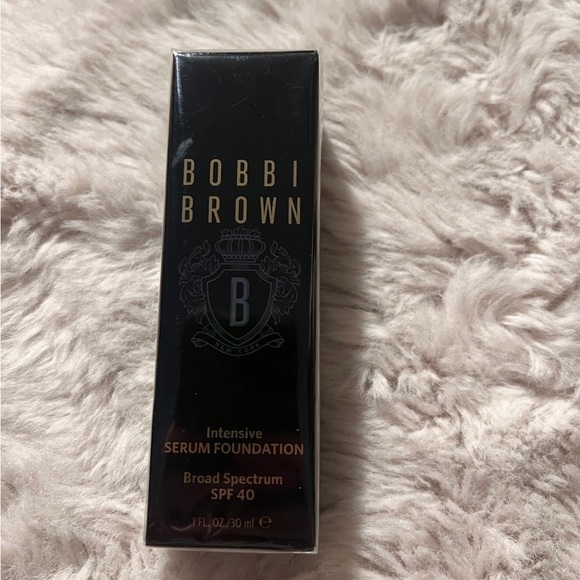 BOBBI
BROWN
B
NEW YORK
Intensive
SERUM FOUNDATION
Broad Spectrum
SPF 40
1 FL.OZ./30 ml ℮